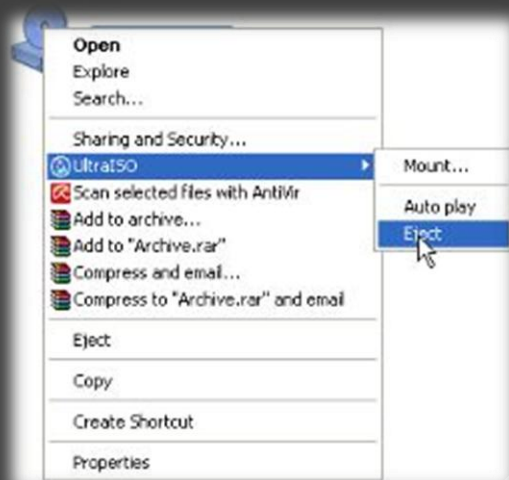 Open
Explore
Search...
Sharing and Security...
UltraISO
Mount...
Scan selected files with AntiVir
Auto play
Add to archive...
Eject
Add to "Archive.rar"
Compress and email...
Compress to "Archive.rar" and email
Eject
Copy
Create Shortcut
Properties